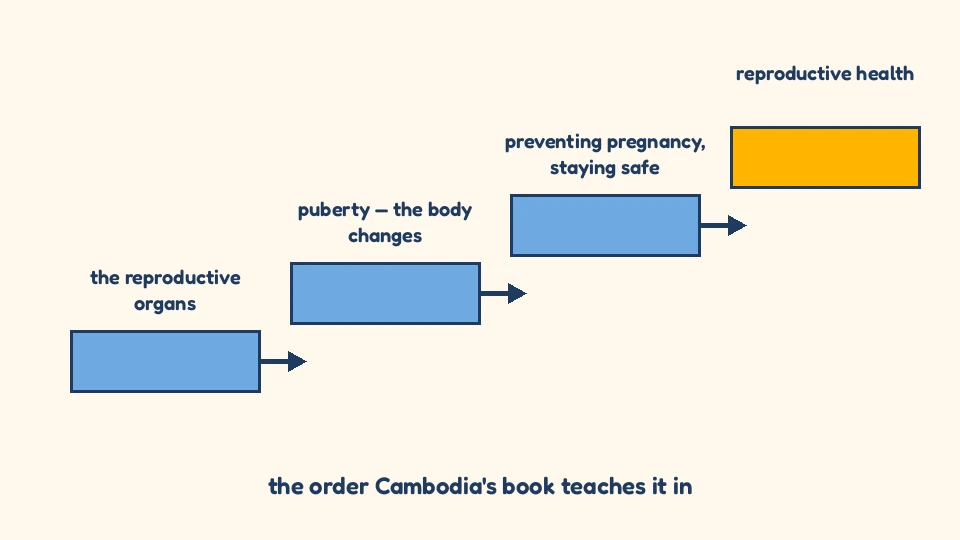 the reproductive
organs
puberty — the body
changes
preventing pregnancy,
staying safe
reproductive health
the order Cambodia's book teaches it in